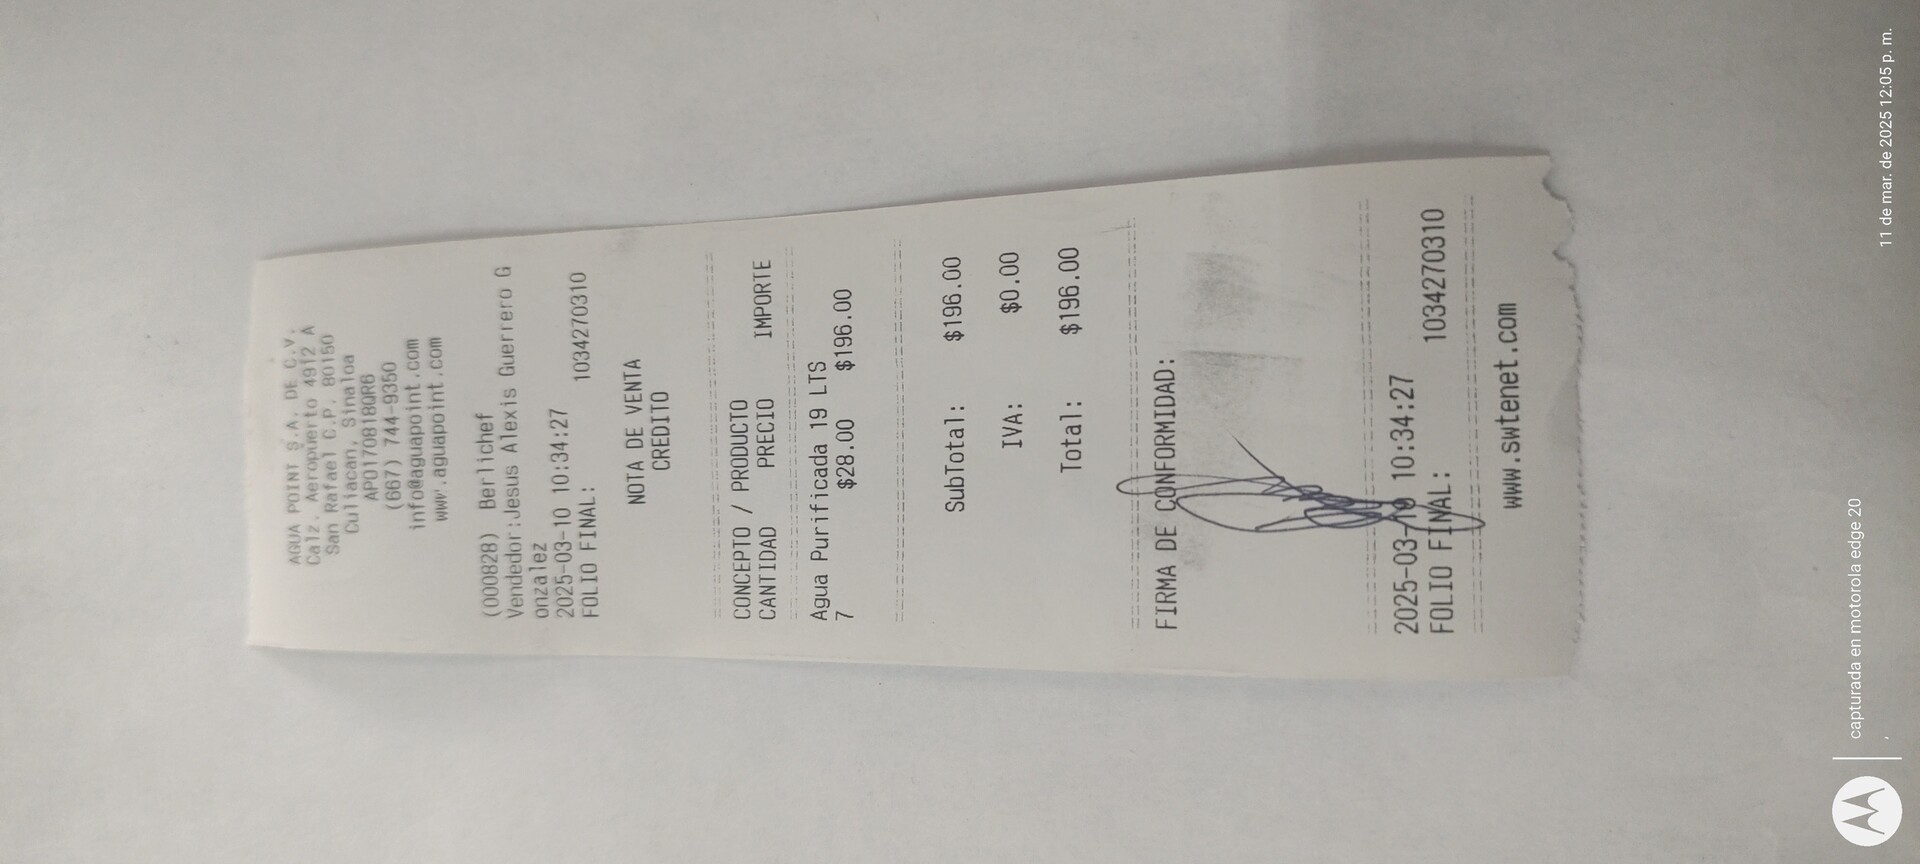 AGUA POINT S.A. DE C.V.
Calz. Aeropuerto 4912 A
San Rafael C.P. 80150
Culiacan, Sinaloa
APO170818QR6
(667) 744-9350
info@aguapoint.com
www.aguapoint.com
(000828) Berlichef
Vendedor:Jesus Alexis Guerrero G
onzalez
2025-03-10 10:34:27
FOLIO FINAL: 1034270310
NOTA DE VENTA
CREDITO
CONCEPTO / PRODUCTO
CANTIDAD PRECIO IMPORTE
Agua Purificada 19 LTS
7 $28.00 $196.00
SubTotal: $196.00
IVA: $0.00
Total: $196.00
FIRMA DE CONFORMIDAD:
2025-03-10 10:34:27
FOLIO FINAL: 1034270310
www.swtenet.com
capturada en motorola edge 20
11 de mar. de 2025 12:05 p. m.